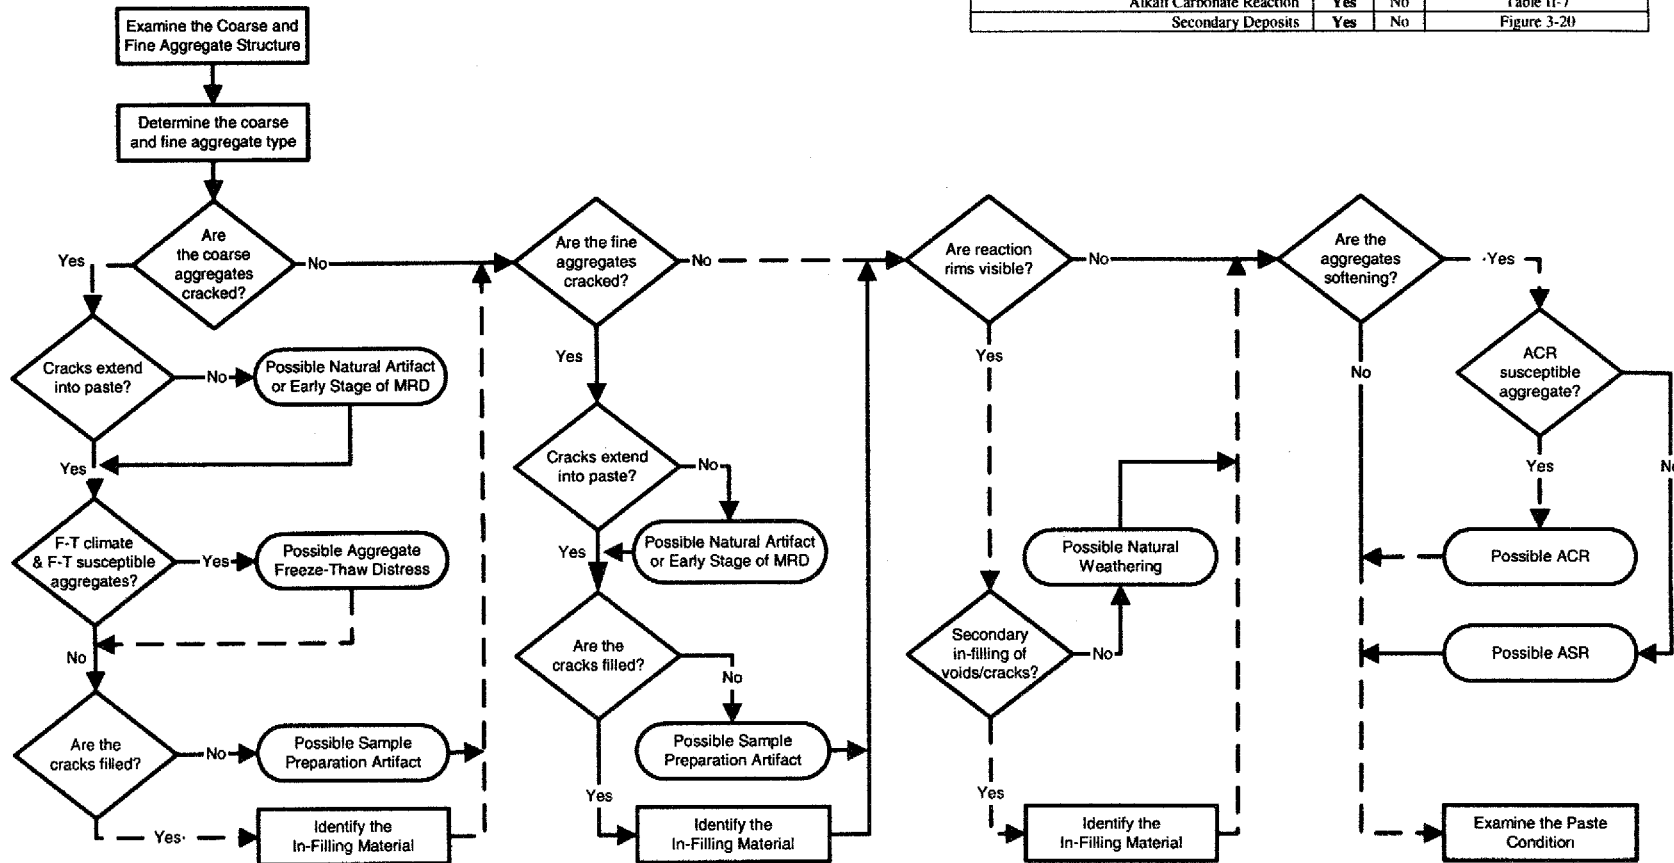 Alkali Carbonate Reaction Yes No Table II-7
Secondary Deposits Yes No Figure 3-20
Examine the Coarse and
Fine Aggregate Structure
Determine the coarse
and fine aggregate type
Are
the coarse
aggregates
cracked?
Yes
No
Cracks extend
into paste?
No
Possible Natural Artifact
or Early Stage of MRD
Yes
F-T climate
& F-T susceptible
aggregates?
Yes
Possible Aggregate
Freeze-Thaw Distress
No
Are the
cracks filled?
No
Possible Sample
Preparation Artifact
Yes
Identify the
In-Filling Material
Are the fine
aggregates
cracked?
No
Yes
Cracks extend
into paste?
No
Possible Natural Artifact
or Early Stage of MRD
Yes
Are the
cracks filled?
No
Possible Sample
Preparation Artifact
Yes
Identify the
In-Filling Material
Are reaction
rims visible?
No
Yes
Secondary
in-filling of
voids/cracks?
No
Possible Natural
Weathering
Yes
Identify the
In-Filling Material
Are the
aggregates
softening?
Yes
No
ACR
susceptible
aggregate?
Yes
Possible ACR
Possible ASR
Examine the Paste
Condition